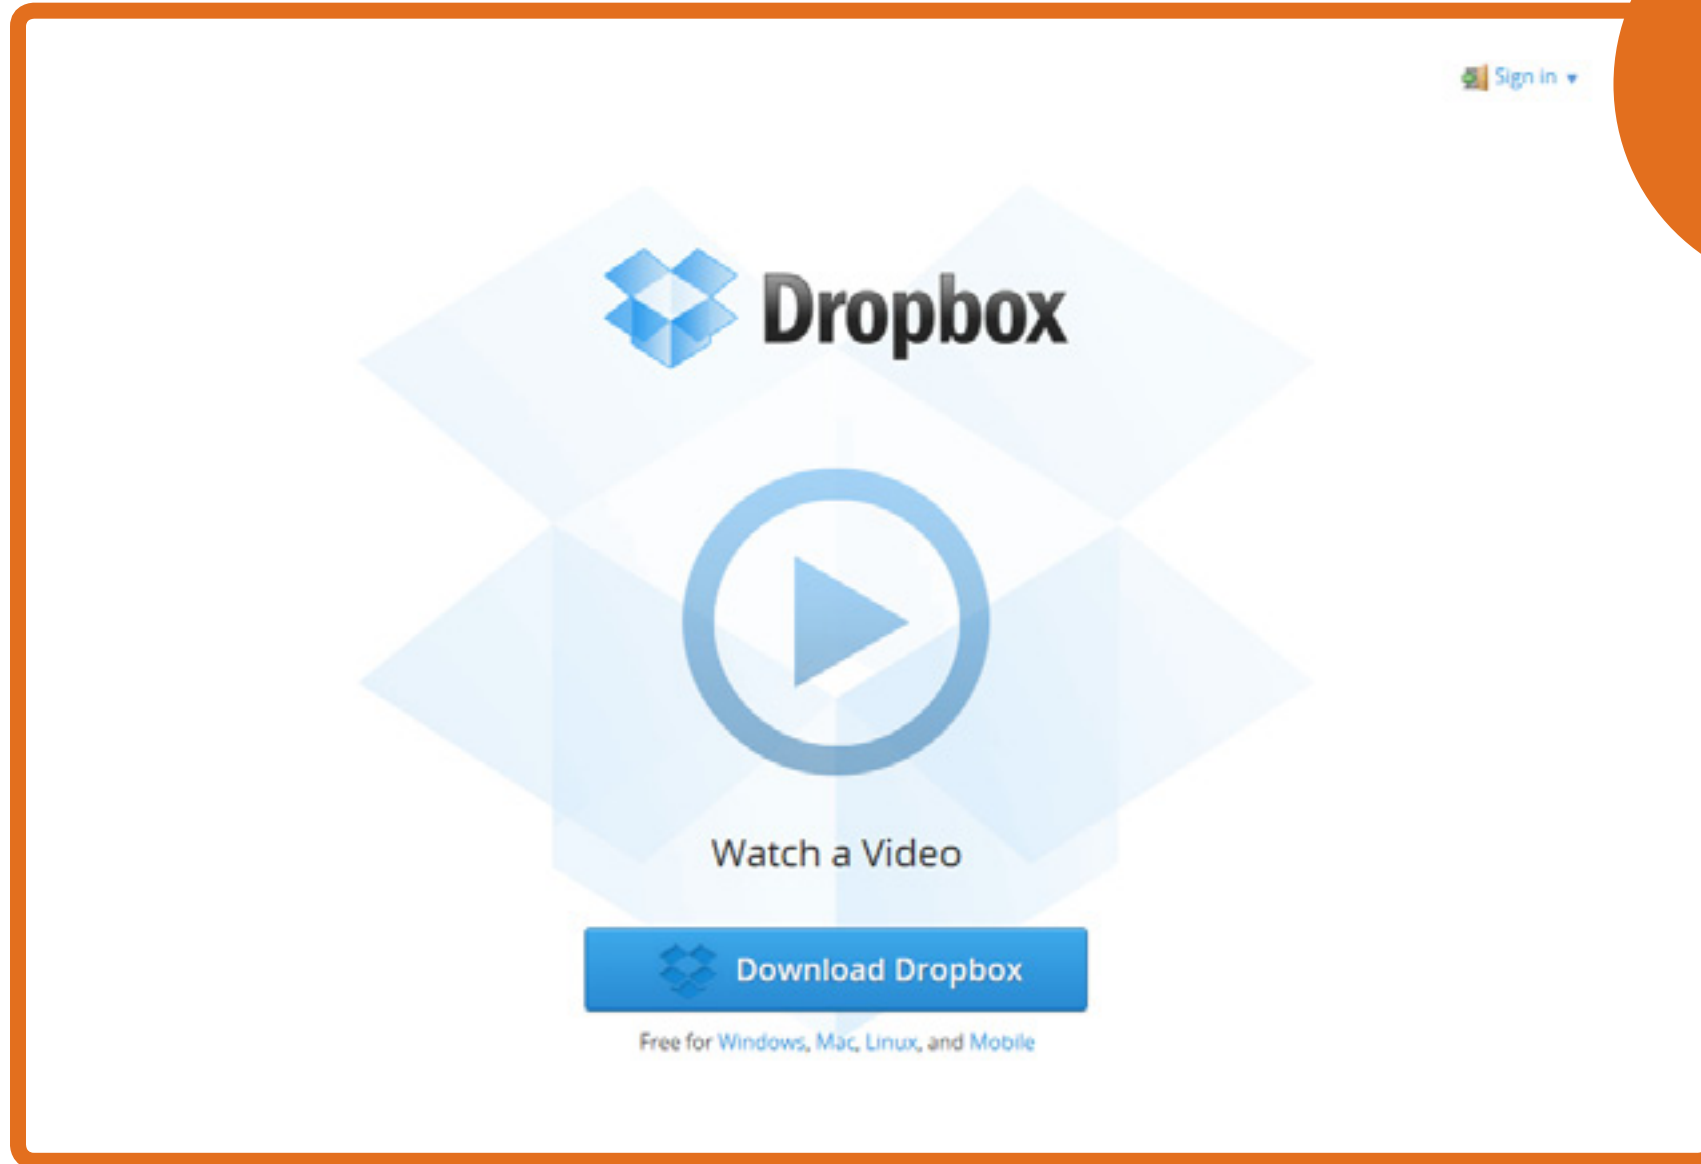 Sign in
Dropbox
Watch a Video
Download Dropbox
Free for Windows, Mac, Linux, and Mobile